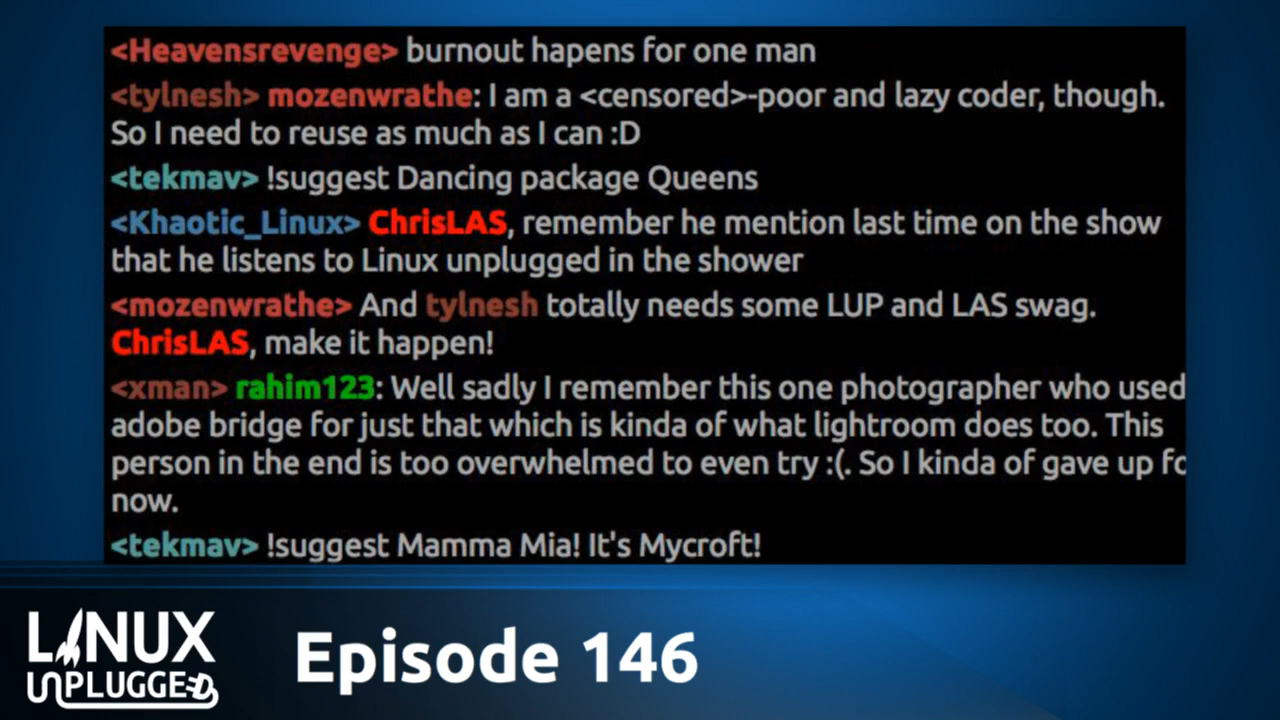 <Heavensrevenge> burnout hapens for one man
<tylnesh> mozenwrathe: I am a <censored>-poor and lazy coder, though.
So I need to reuse as much as I can :D
<tekmav> !suggest Dancing package Queens
<Khaotic_Linux> ChrisLAS, remember he mention last time on the show
that he listens to Linux unplugged in the shower
<mozenwrathe> And tylnesh totally needs some LUP and LAS swag.
ChrisLAS, make it happen!
<xman> rahim123: Well sadly I remember this one photographer who used
adobe bridge for just that which is kinda of what lightroom does too. This
person in the end is too overwhelmed to even try :(. So I kinda of gave up fo
now.
<tekmav> !suggest Mamma Mia! It's Mycroft!
LINUX
UNPLUGGED
Episode 146